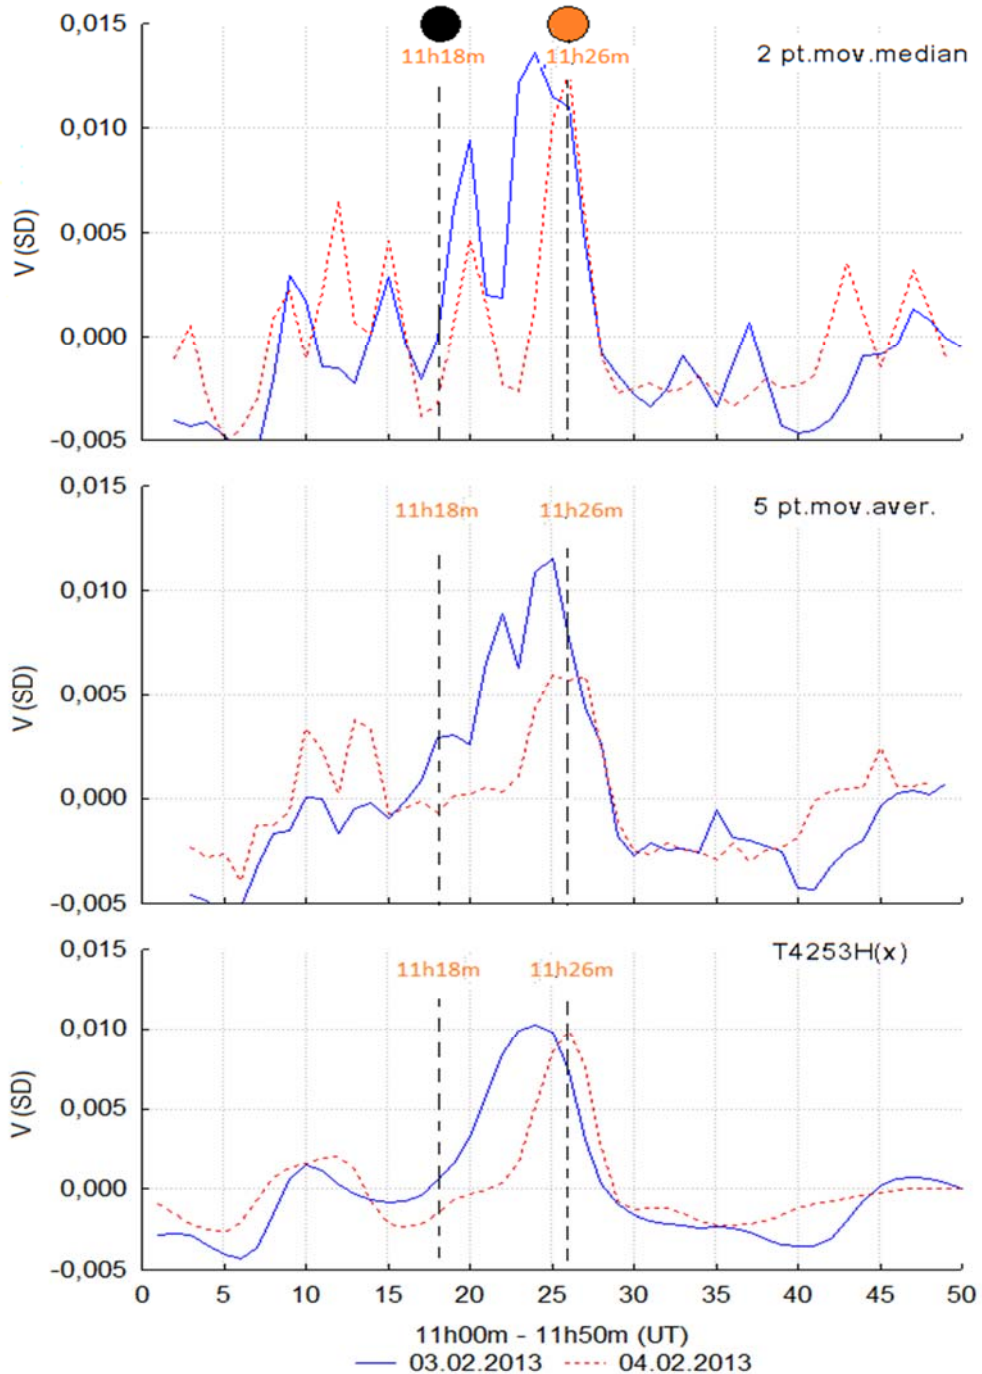 0,015
11h18m
11h26m
2 pt.mov.median
0,010
0,005
V (SD)
0,000
-0,005
0,015
11h18m
11h26m
5 pt.mov.aver.
0,010
0,005
V (SD)
0,000
-0,005
0,015
11h18m
11h26m
T4253H(x)
0,010
0,005
V (SD)
0,000
-0,005
0 5 10 15 20 25 30 35 40 45 50
11h00m - 11h50m (UT)
03.02.2013 04.02.2013